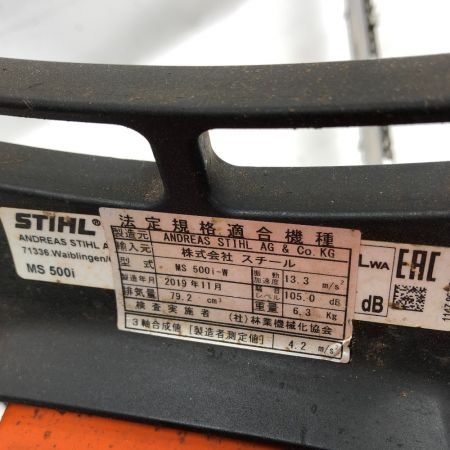 STIHL®
ANDREAS STIHL A
71336 Waiblingen/
MS 500i
法定規格適合機種
製造元 ANDREAS STIHL AG & Co. KG
輸入元 株式会社 スチール
型式 MS 500i-W 振動加速度 13.3 m/s²
製造年月 2019年11月 レベル 105.0 dB
排気量 79.2 cm³ 重量 6.3 Kg
検査実施者 (社)林業機械化協会
3軸合成値 [製造者測定値] 4.2 m/s²
LWA
dB
EAC